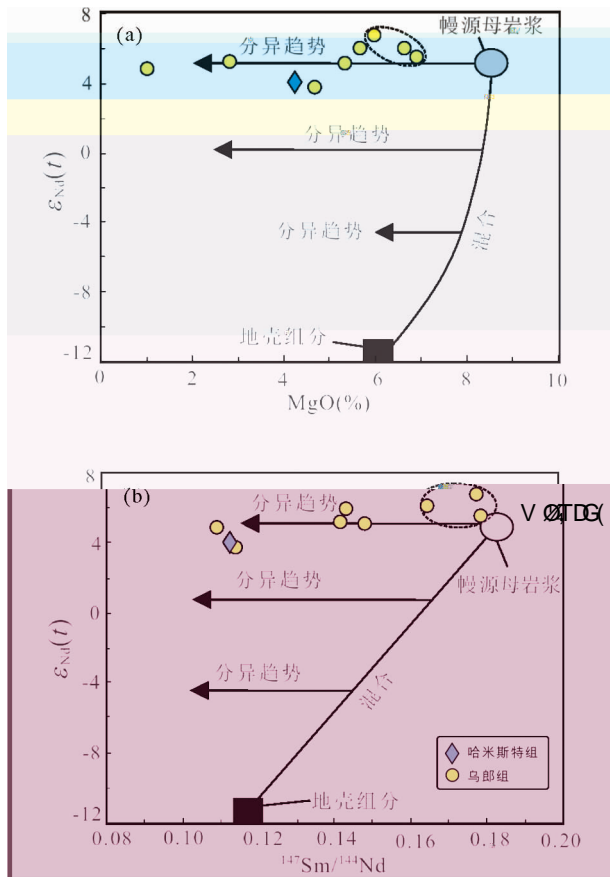 (a)
8
4
0
-4
-8
-12
εNd(t)
分异趋势
幔源母岩浆
分异趋势
分异趋势
混合
地壳组分
0 2 4 6 8 10
MgO(%)
(b)
8
4
0
-4
-8
-12
εNd(t)
分异趋势
幔源母岩浆
分异趋势
分异趋势
混合
地壳组分
哈米斯特组
乌郎组
0.08 0.10 0.12 0.14 0.16 0.18 0.20
¹⁴⁷Sm/¹⁴⁴Nd